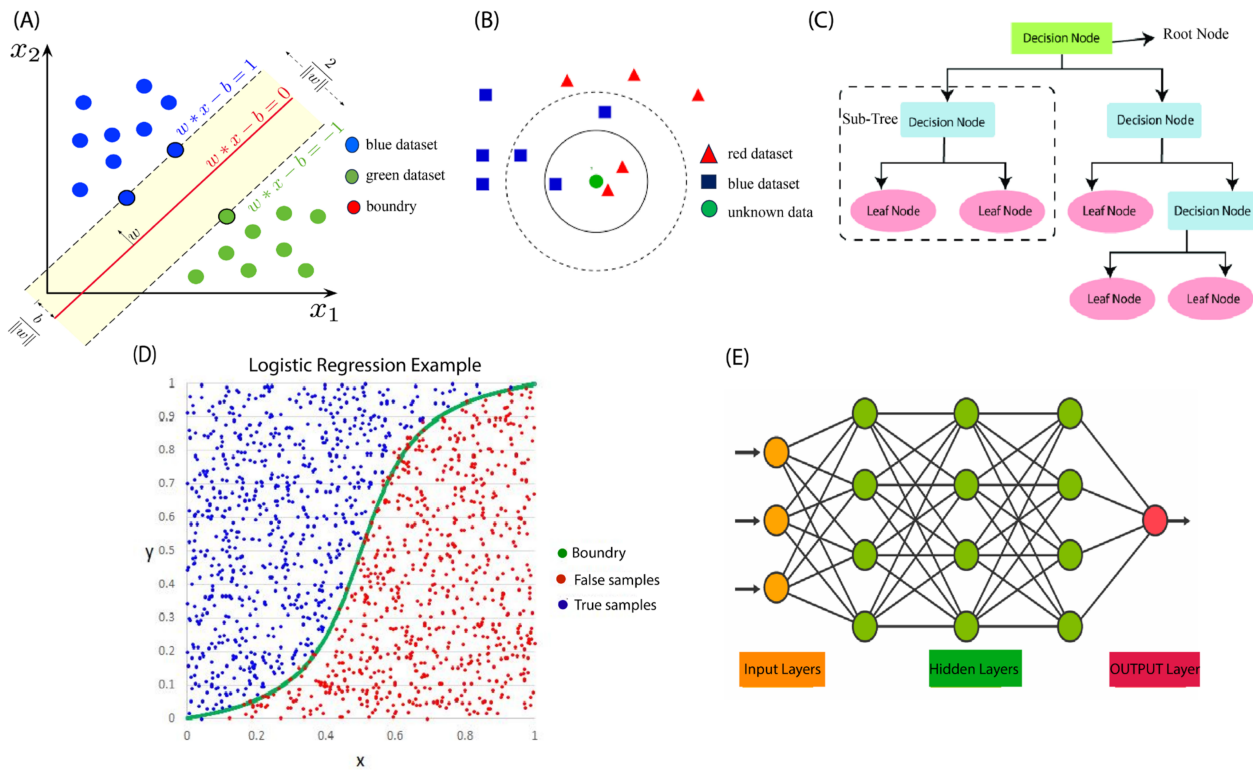 (A)
x₂
w * x − b = 1
w * x − b = 0
w * x − b = −1
2
‖w‖
w
b
‖w‖
x₁
blue dataset
green dataset
boundry
(B)
red dataset
blue dataset
unknown data
(C)
Decision Node
Root Node
Sub-Tree
Decision Node
Decision Node
Leaf Node
Leaf Node
Leaf Node
Decision Node
Leaf Node
Leaf Node
(D)
Logistic Regression Example
1
0.9
0.8
0.7
0.6
0.5
0.4
0.3
0.2
0.1
0
y
0
0.2
0.4
0.6
0.8
1
x
Boundry
False samples
True samples
(E)
Input Layers
Hidden Layers
OUTPUT Layer